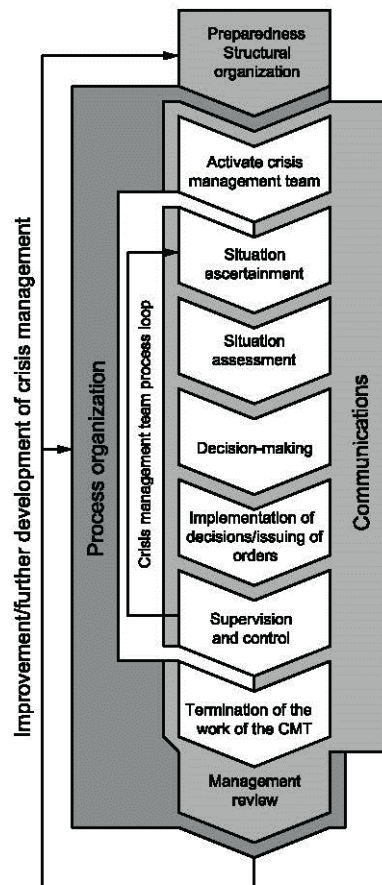 Preparedness
Structural
organization
Activate crisis
management team
Situation
ascertainment
Situation
assessment
Decision-making
Implementation of
decisions/issuing of
orders
Supervision
and control
Termination of the
work of the CMT
Management
review
Improvement/further development of crisis management
Process organization
Crisis management team process loop
Communications